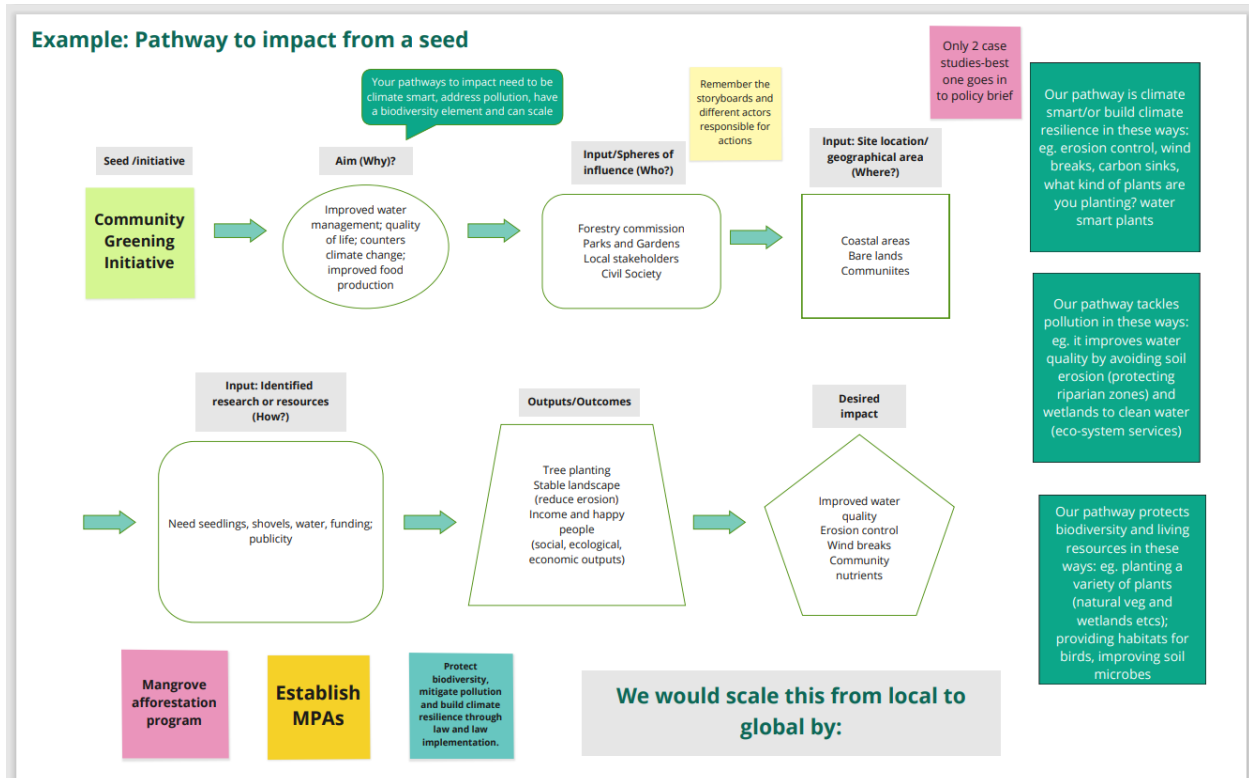 Example: Pathway to impact from a seed
Only 2 case
studies-best
one goes in
to policy brief
Your pathways to impact need to be
climate smart, address pollution, have
a biodiversity element and can scale
Remember the
storyboards and
different actors
responsible for
actions
Seed /initiative
Aim (Why)?
Input/Spheres of
influence (Who?)
Input: Site location/
geographical area
(Where?)
Community
Greening
Initiative
Improved water
management; quality
of life; counters
climate change;
improved food
production
Forestry commission
Parks and Gardens
Local stakeholders
Civil Society
Coastal areas
Bare lands
Communiites
Our pathway is climate
smart/or build climate
resilience in these ways:
eg. erosion control, wind
breaks, carbon sinks,
what kind of plants are
you planting? water
smart plants
Our pathway tackles
pollution in these ways:
eg. it improves water
quality by avoiding soil
erosion (protecting
riparian zones) and
wetlands to clean water
(eco-system services)
Input: Identified
research or resources
(How?)
Outputs/Outcomes
Desired
impact
Need seedlings, shovels, water, funding;
publicity
Tree planting
Stable landscape
(reduce erosion)
Income and happy
people
(social, ecological,
economic outputs)
Improved water
quality
Erosion control
Wind breaks
Community
nutrients
Our pathway protects
biodiversity and living
resources in these
ways: eg. planting a
variety of plants
(natural veg and
wetlands etcs);
providing habitats for
birds, improving soil
microbes
Mangrove
afforestation
program
Establish
MPAs
Protect
biodiversity,
mitigate pollution
and build climate
resilience through
law and law
implementation.
We would scale this from local to
global by: